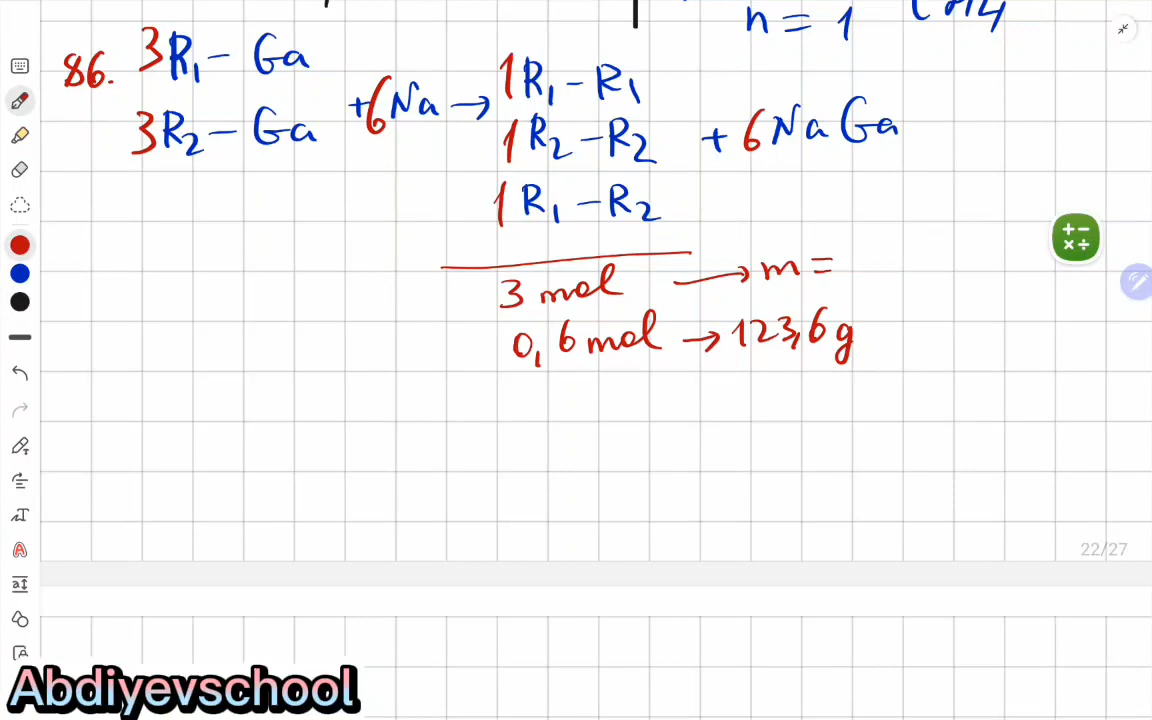 n = 1
86. 3R₁ – Ga
3R₂ – Ga
+6Na → 1R₁ – R₁
1R₂ – R₂ + 6NaGa
1R₁ – R₂
3 mol → m =
0,6 mol → 123,6 g
22/27
Abdiyevschool